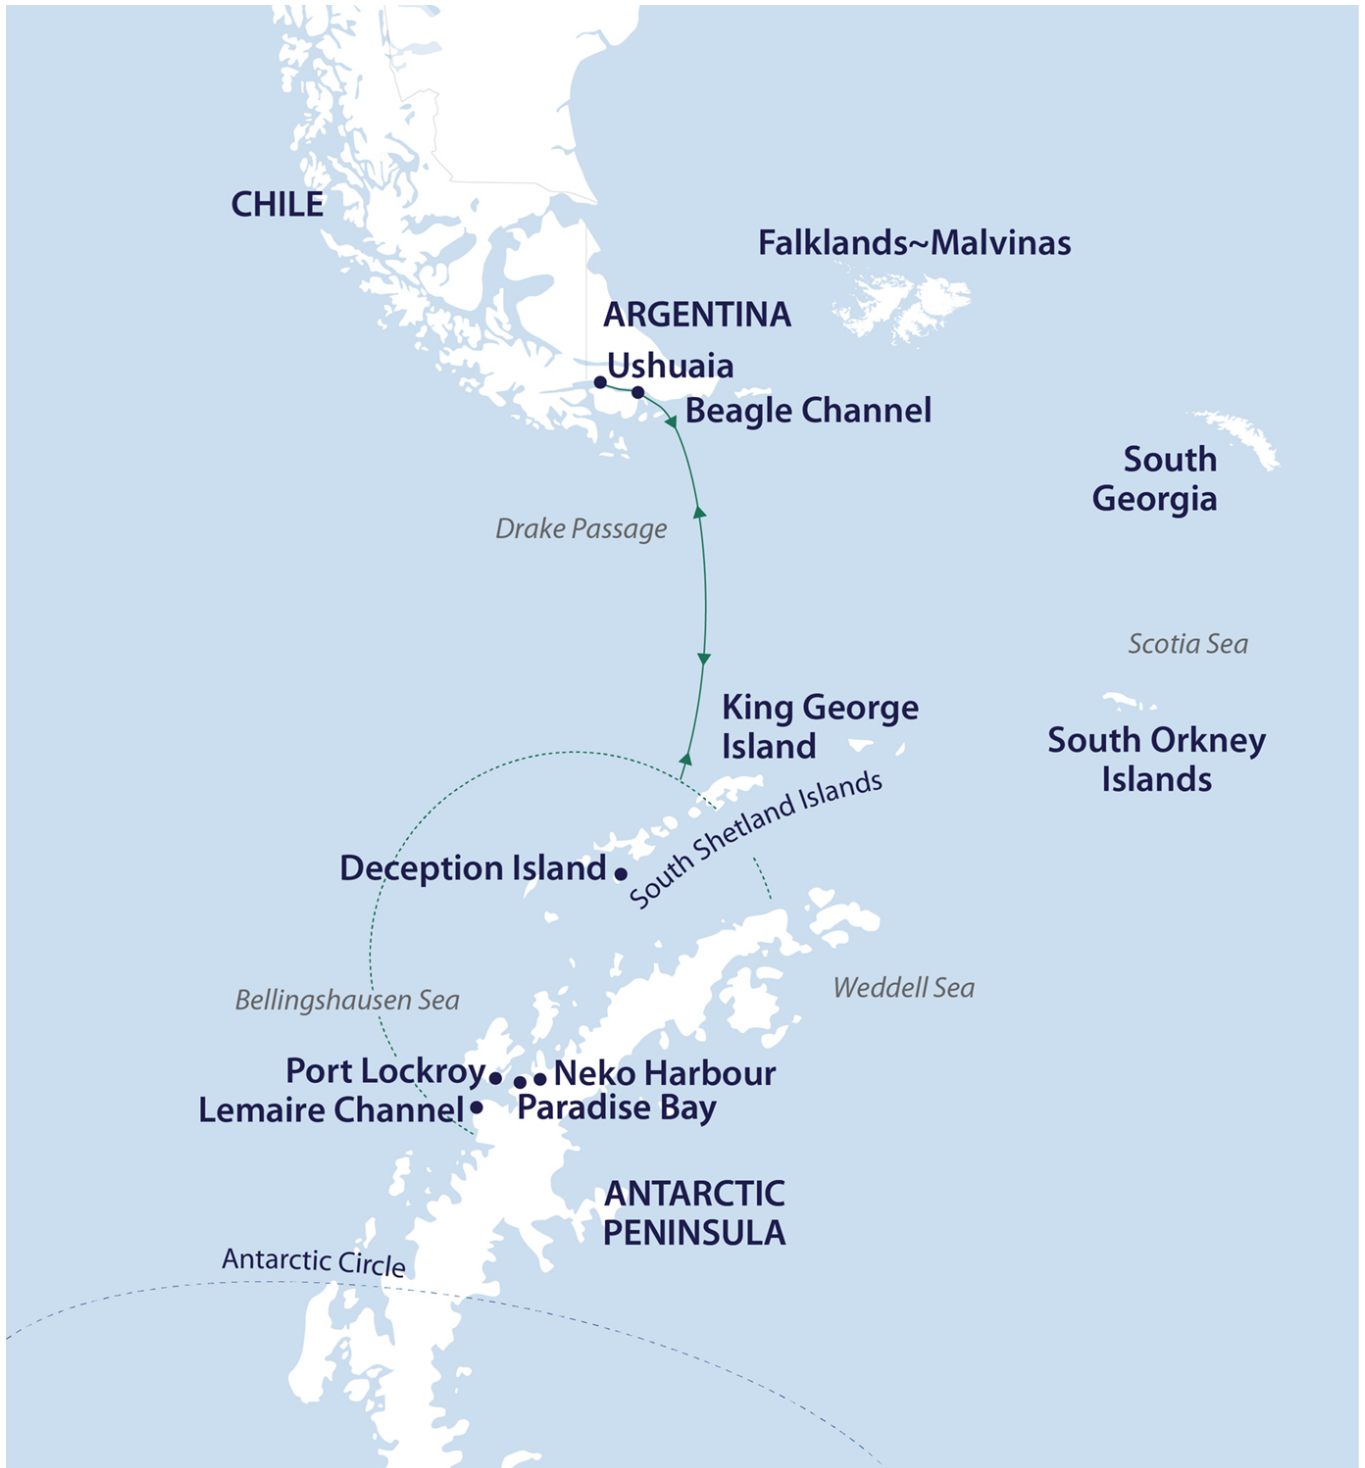 CHILE
Falklands~Malvinas
ARGENTINA
Ushuaia
Beagle Channel
South
Georgia
Drake Passage
Scotia Sea
King George
Island
South Orkney
Islands
South Shetland Islands
Deception Island
Weddell Sea
Bellingshausen Sea
Port Lockroy
Neko Harbour
Lemaire Channel
Paradise Bay
ANTARCTIC
PENINSULA
Antarctic Circle